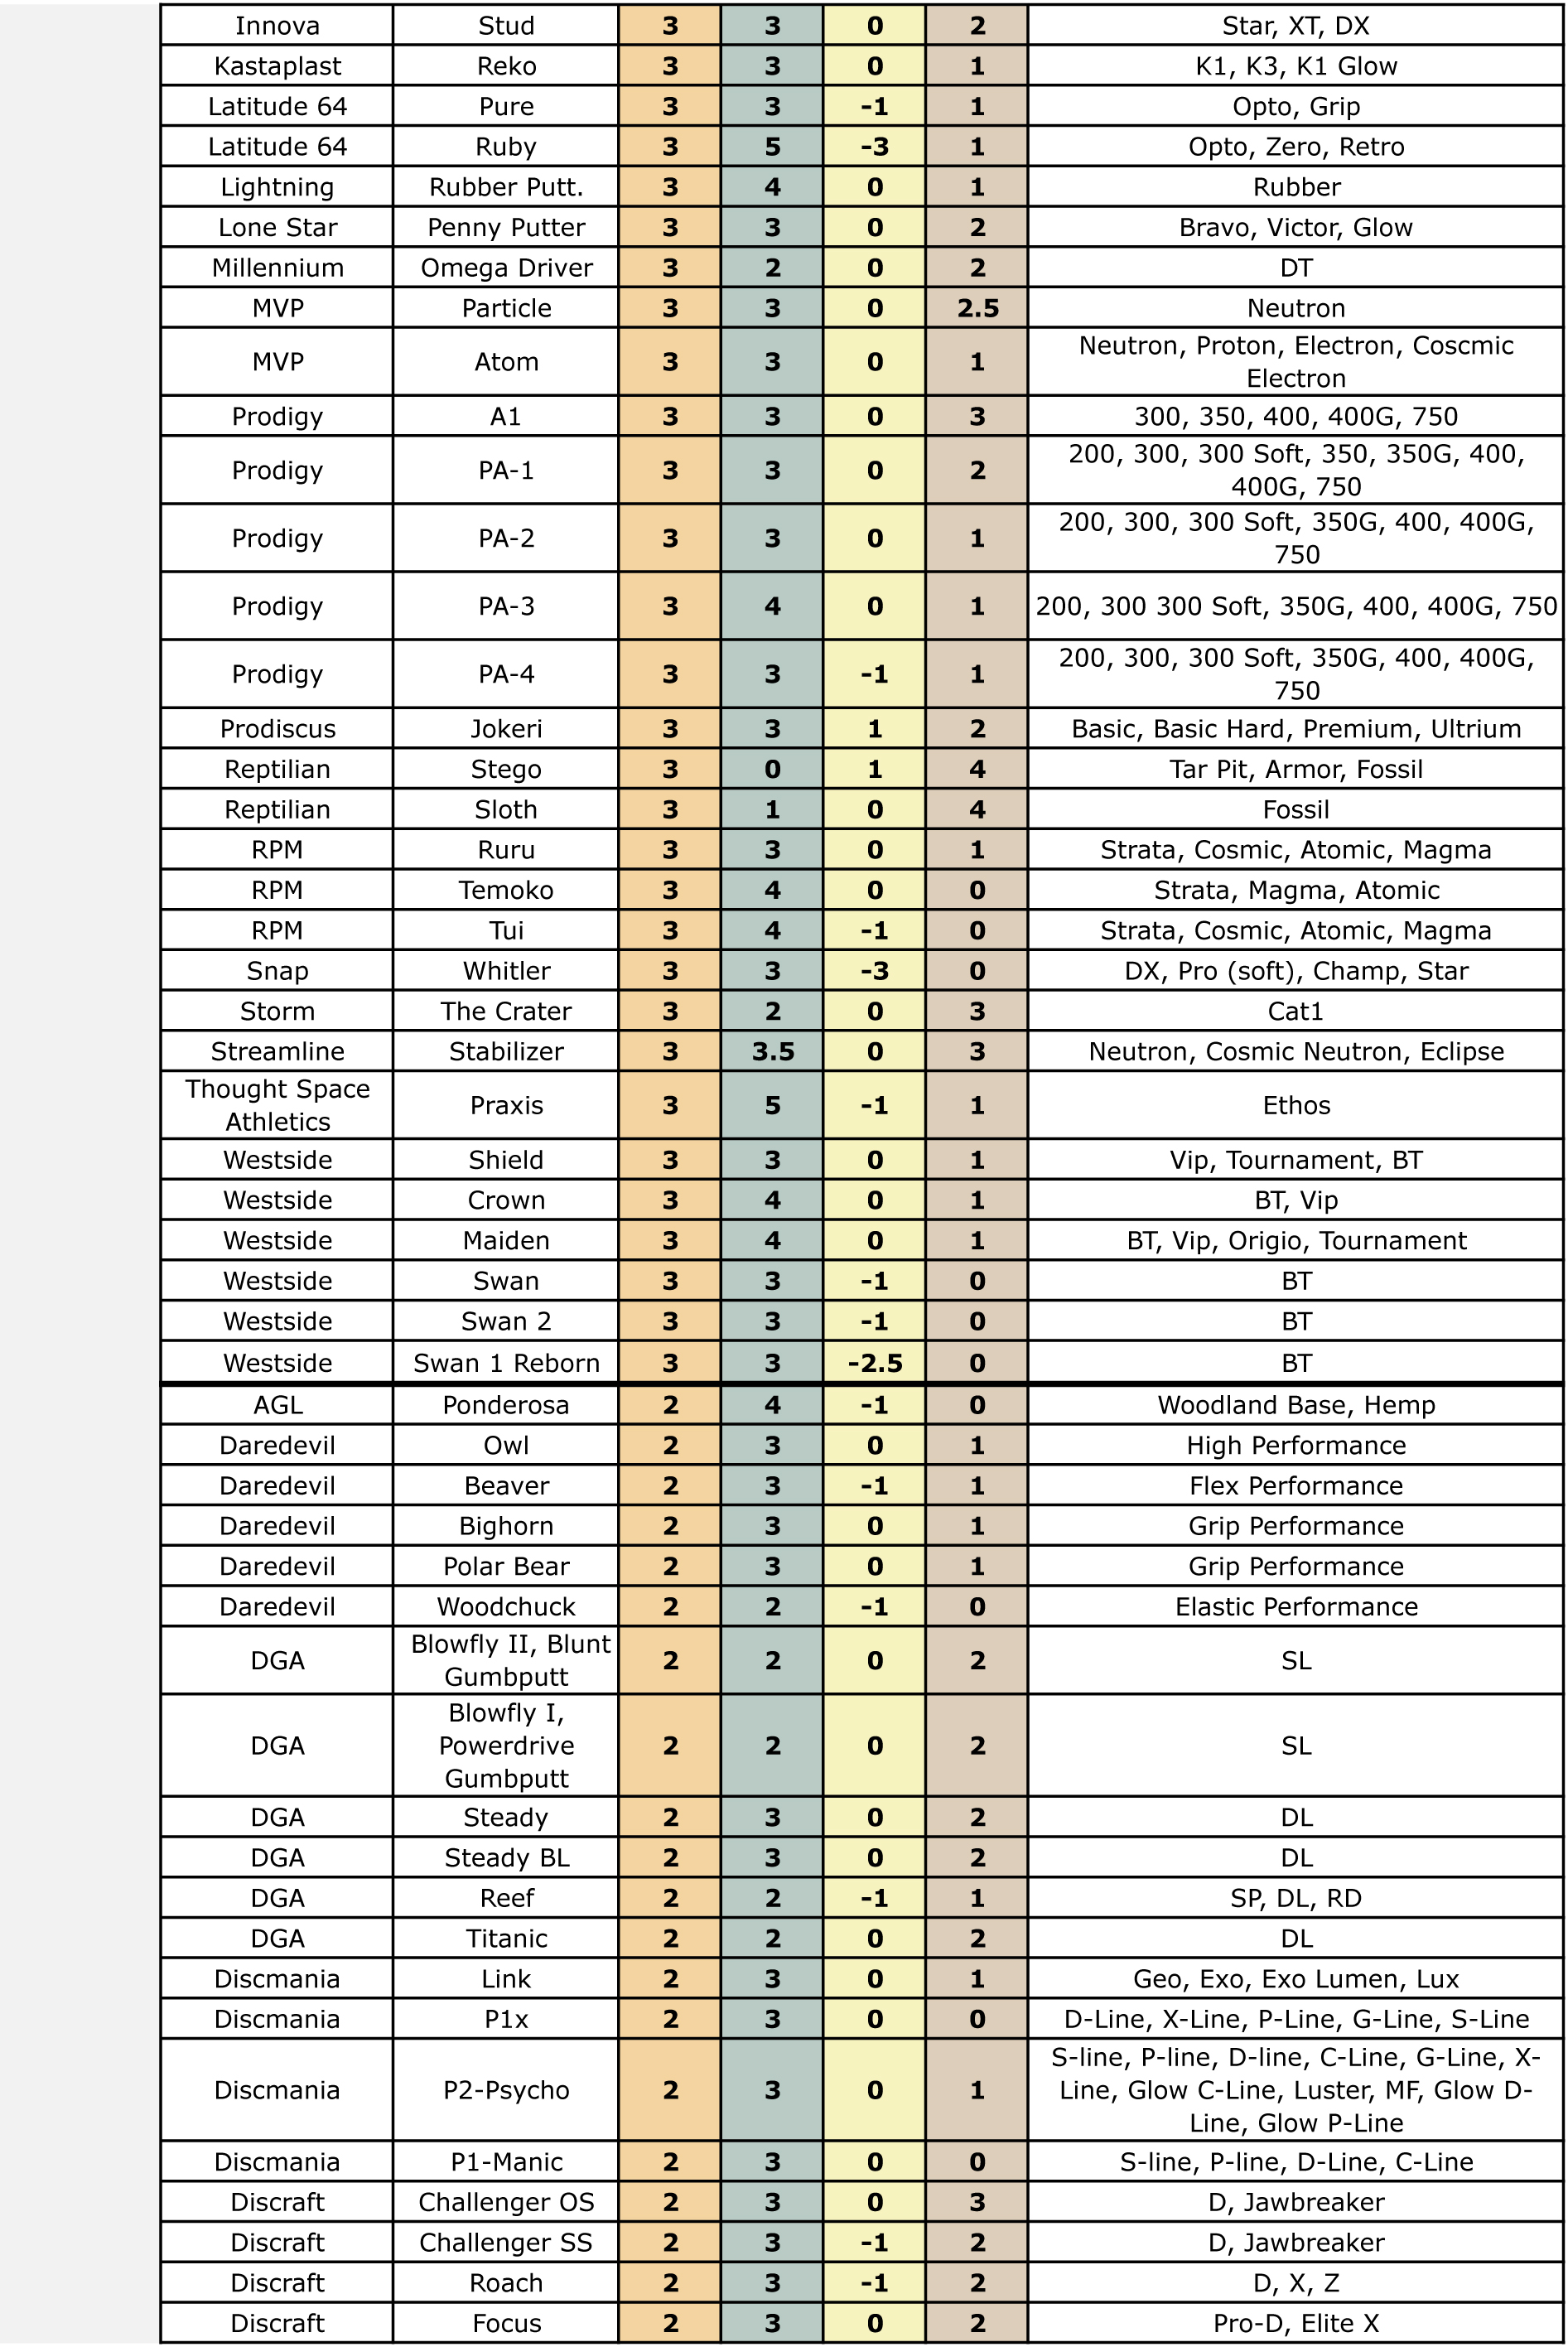 Innova Stud 3 3 0 2 Star, XT, DX
Kastaplast Reko 3 3 0 1 K1, K3, K1 Glow
Latitude 64 Pure 3 3 -1 1 Opto, Grip
Latitude 64 Ruby 3 5 -3 1 Opto, Zero, Retro
Lightning Rubber Putt. 3 4 0 1 Rubber
Lone Star Penny Putter 3 3 0 2 Bravo, Victor, Glow
Millennium Omega Driver 3 2 0 2 DT
MVP Particle 3 3 0 2.5 Neutron
MVP Atom 3 3 0 1 Neutron, Proton, Electron, Coscmic
Electron
Prodigy A1 3 3 0 3 300, 350, 400, 400G, 750
Prodigy PA-1 3 3 0 2 200, 300, 300 Soft, 350, 350G, 400,
400G, 750
Prodigy PA-2 3 3 0 1 200, 300, 300 Soft, 350G, 400, 400G,
750
Prodigy PA-3 3 4 0 1 200, 300 300 Soft, 350G, 400, 400G, 750
Prodigy PA-4 3 3 -1 1 200, 300, 300 Soft, 350G, 400, 400G,
750
Prodiscus Jokeri 3 3 1 2 Basic, Basic Hard, Premium, Ultrium
Reptilian Stego 3 0 1 4 Tar Pit, Armor, Fossil
Reptilian Sloth 3 1 0 4 Fossil
RPM Ruru 3 3 0 1 Strata, Cosmic, Atomic, Magma
RPM Temoko 3 4 0 0 Strata, Magma, Atomic
RPM Tui 3 4 -1 0 Strata, Cosmic, Atomic, Magma
Snap Whitler 3 3 -3 0 DX, Pro (soft), Champ, Star
Storm The Crater 3 2 0 3 Cat1
Streamline Stabilizer 3 3.5 0 3 Neutron, Cosmic Neutron, Eclipse
Thought Space
Athletics Praxis 3 5 -1 1 Ethos
Westside Shield 3 3 0 1 Vip, Tournament, BT
Westside Crown 3 4 0 1 BT, Vip
Westside Maiden 3 4 0 1 BT, Vip, Origio, Tournament
Westside Swan 3 3 -1 0 BT
Westside Swan 2 3 3 -1 0 BT
Westside Swan 1 Reborn 3 3 -2.5 0 BT
AGL Ponderosa 2 4 -1 0 Woodland Base, Hemp
Daredevil Owl 2 3 0 1 High Performance
Daredevil Beaver 2 3 -1 1 Flex Performance
Daredevil Bighorn 2 3 0 1 Grip Performance
Daredevil Polar Bear 2 3 0 1 Grip Performance
Daredevil Woodchuck 2 2 -1 0 Elastic Performance
DGA Blowfly II, Blunt
Gumbputt 2 2 0 2 SL
DGA Blowfly I,
Powerdrive
Gumbputt 2 2 0 2 SL
DGA Steady 2 3 0 2 DL
DGA Steady BL 2 3 0 2 DL
DGA Reef 2 2 -1 1 SP, DL, RD
DGA Titanic 2 2 0 2 DL
Discmania Link 2 3 0 1 Geo, Exo, Exo Lumen, Lux
Discmania P1x 2 3 0 0 D-Line, X-Line, P-Line, G-Line, S-Line
Discmania P2-Psycho 2 3 0 1 S-line, P-line, D-line, C-Line, G-Line, X-
Line, Glow C-Line, Luster, MF, Glow D-
Line, Glow P-Line
Discmania P1-Manic 2 3 0 0 S-line, P-line, D-Line, C-Line
Discraft Challenger OS 2 3 0 3 D, Jawbreaker
Discraft Challenger SS 2 3 -1 2 D, Jawbreaker
Discraft Roach 2 3 -1 2 D, X, Z
Discraft Focus 2 3 0 2 Pro-D, Elite X